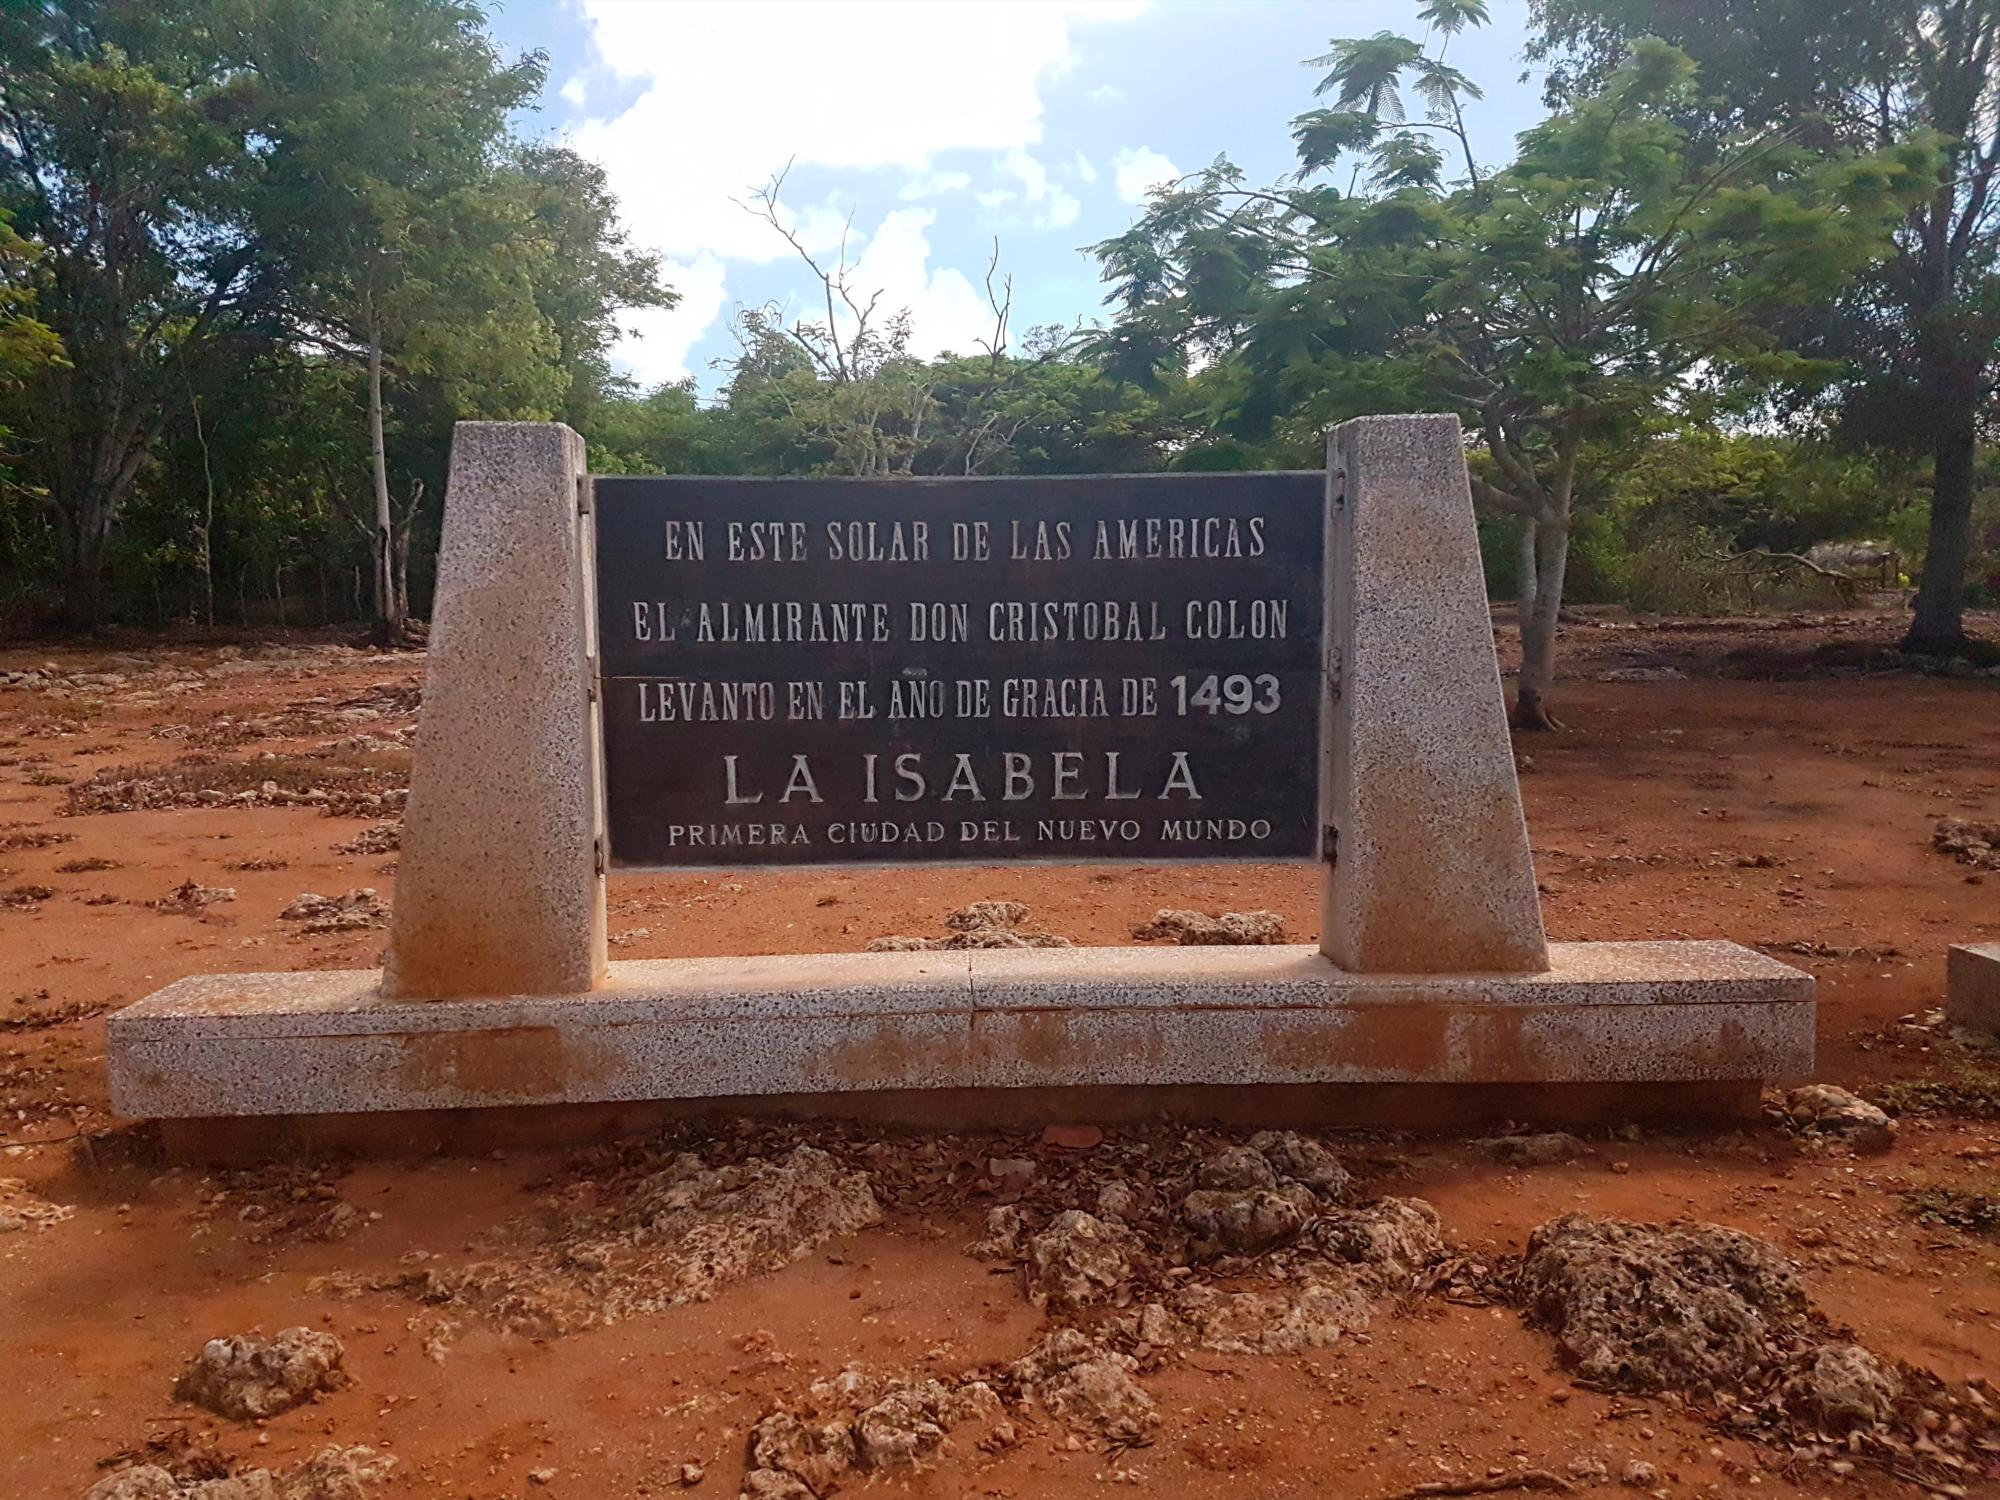 EN ESTE SOLAR DE LAS AMERICAS
EL ALMIRANTE DON CRISTOBAL COLON
LEVANTO EN EL AÑO DE GRACIA DE 1493
LA ISABELA
PRIMERA CIUDAD DEL NUEVO MUNDO